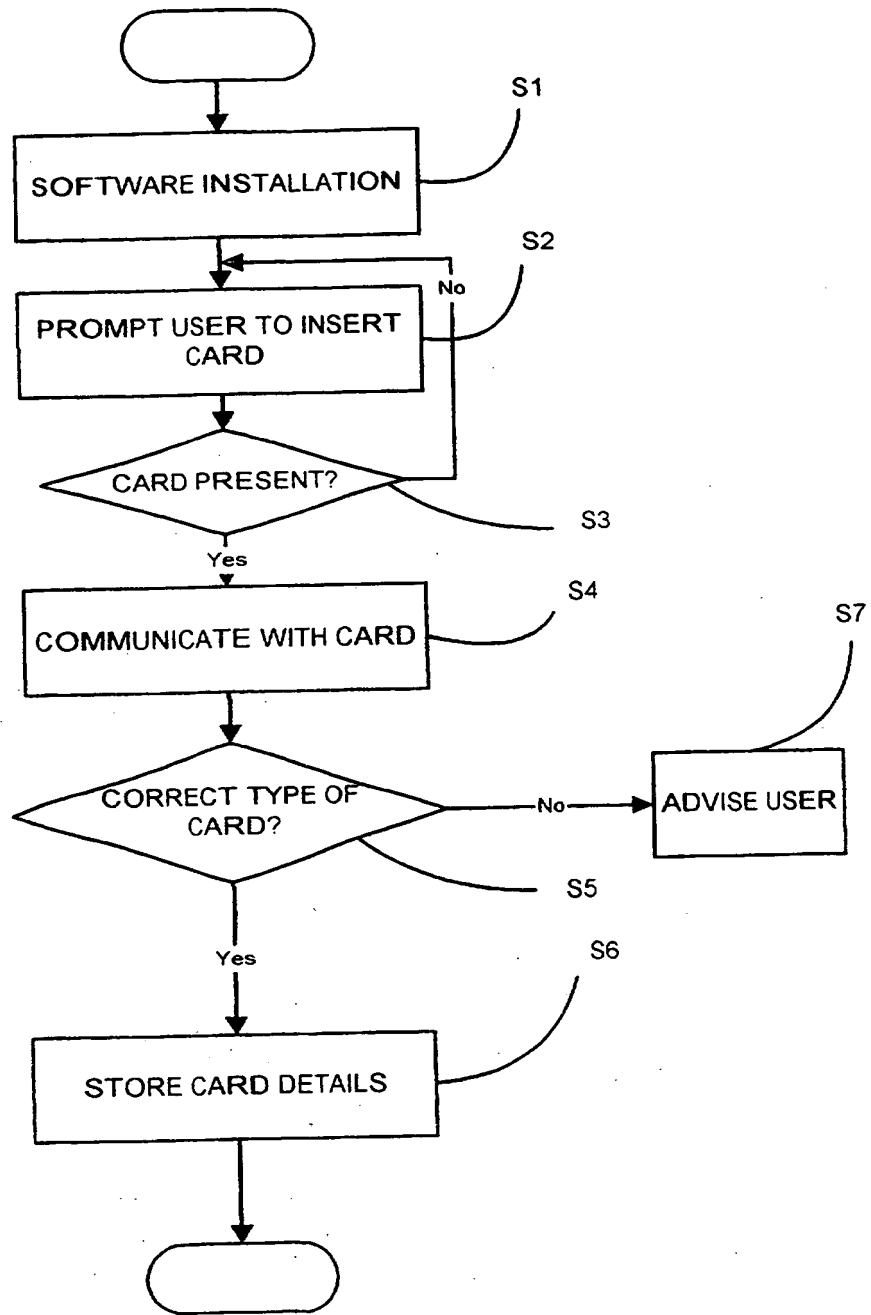 S1
SOFTWARE INSTALLATION
S2
No
PROMPT USER TO INSERT
CARD
CARD PRESENT?
S3
Yes
S4
COMMUNICATE WITH CARD
S7
CORRECT TYPE OF
CARD?
No
ADVISE USER
S5
Yes
S6
STORE CARD DETAILS